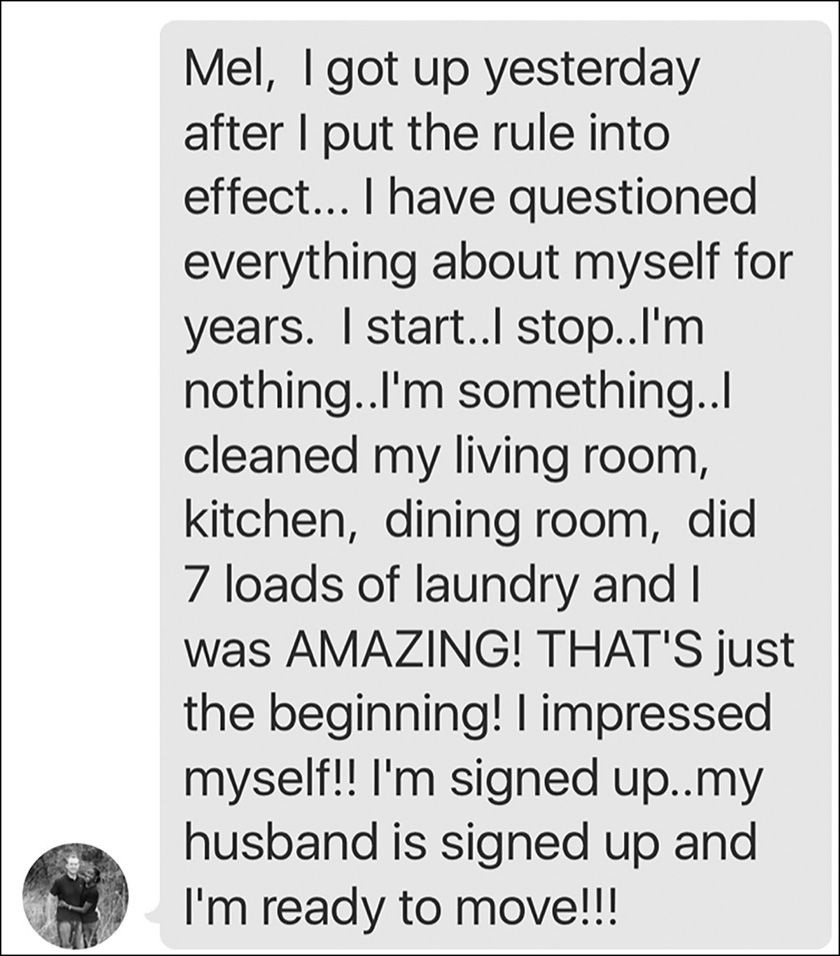 Mel,  I got up yesterday
after I put the rule into
effect... I have questioned
everything about myself for
years.  I start..I stop..I'm
nothing..I'm something..I
cleaned my living room,
kitchen,  dining room,  did
7 loads of laundry and I
was AMAZING! THAT'S just
the beginning! I impressed
myself!! I'm signed up..my
husband is signed up and
I'm ready to move!!!